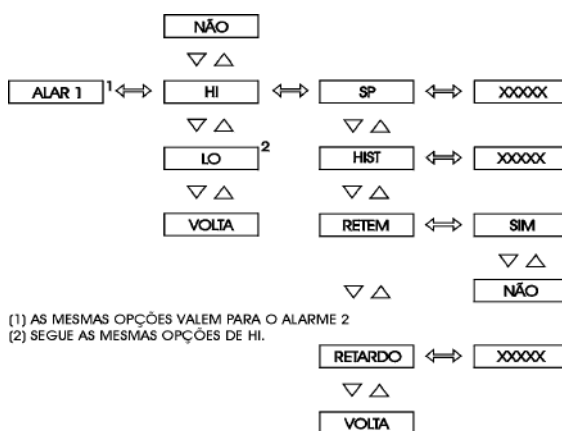 NÃO
ALAR 1 1 HI SP XXXXX
LO 2 HIST XXXXX
VOLTA RETEM SIM
NÃO
(1) AS MESMAS OPÇÕES VALEM PARA O ALARME 2
(2) SEGUE AS MESMAS OPÇÕES DE HI.
RETARDO XXXXX
VOLTA